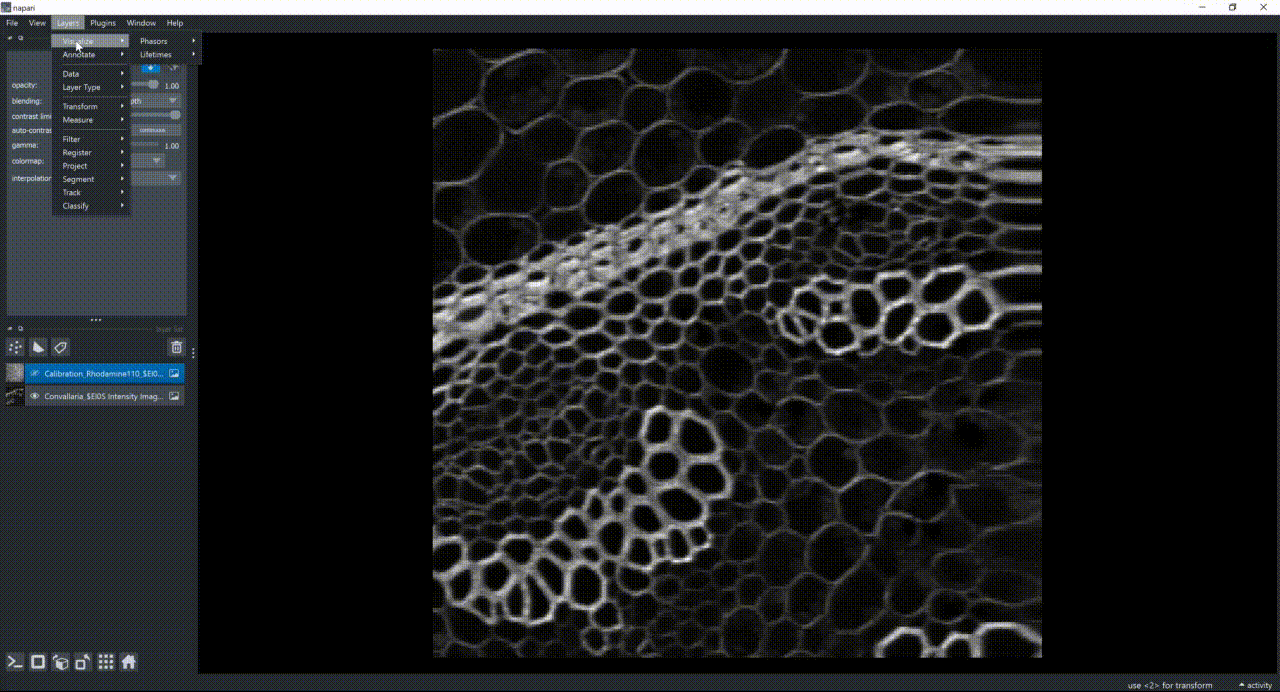 napari
File View Layers Plugins Window Help
Visualize
Annotate
Data
Layer Type
Transform
Measure
Filter
Register
Project
Segment
Track
Classify
Phasors
Lifetimes
opacity: 1.00
blending:
contrast limi
auto-contras continuous
gamma: 1.00
colormap:
interpolation
layer list
Calibration_Rhodamine110_$EI0...
Convallaria_$EI0S Intensity Imag...
use <2> for transform
activity